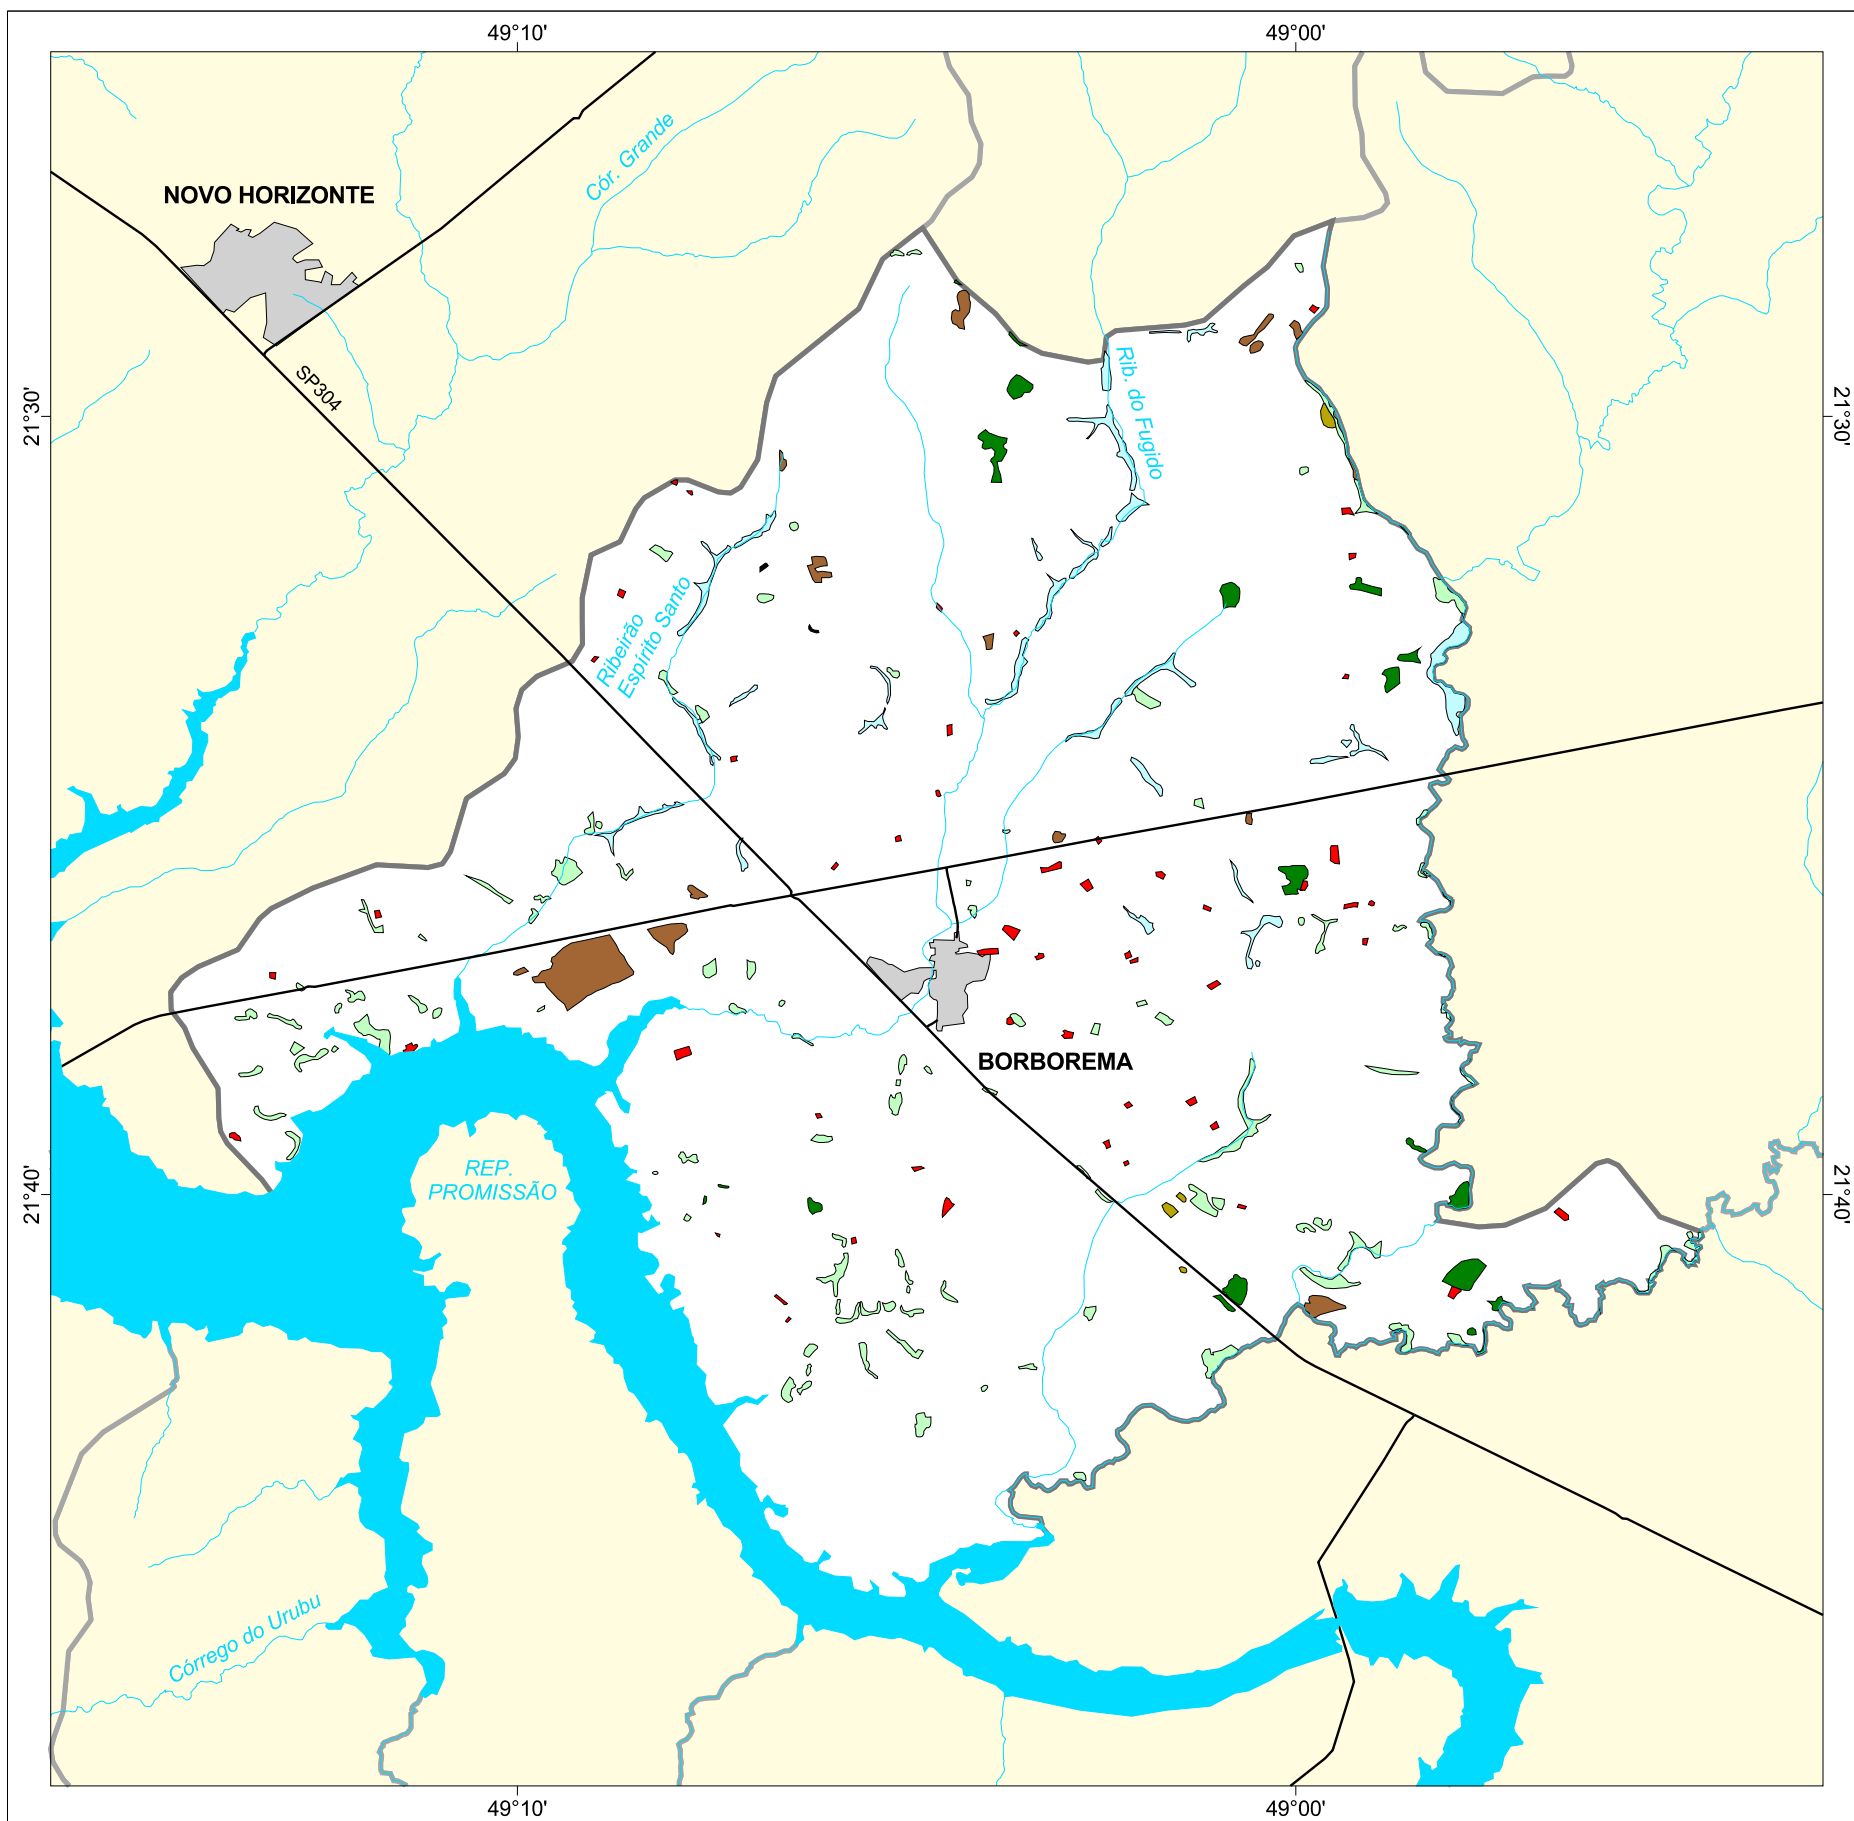 49°10'
49°00'
NOVO HORIZONTE
Cór. Grande
SP304
Rib. do Fugido
21°30'
21°30'
Ribeirão
Espírito Santo
BORBOREMA
REP.
PROMISSÃO
21°40'
21°40'
Córrego do Urubu
49°10'
49°00'